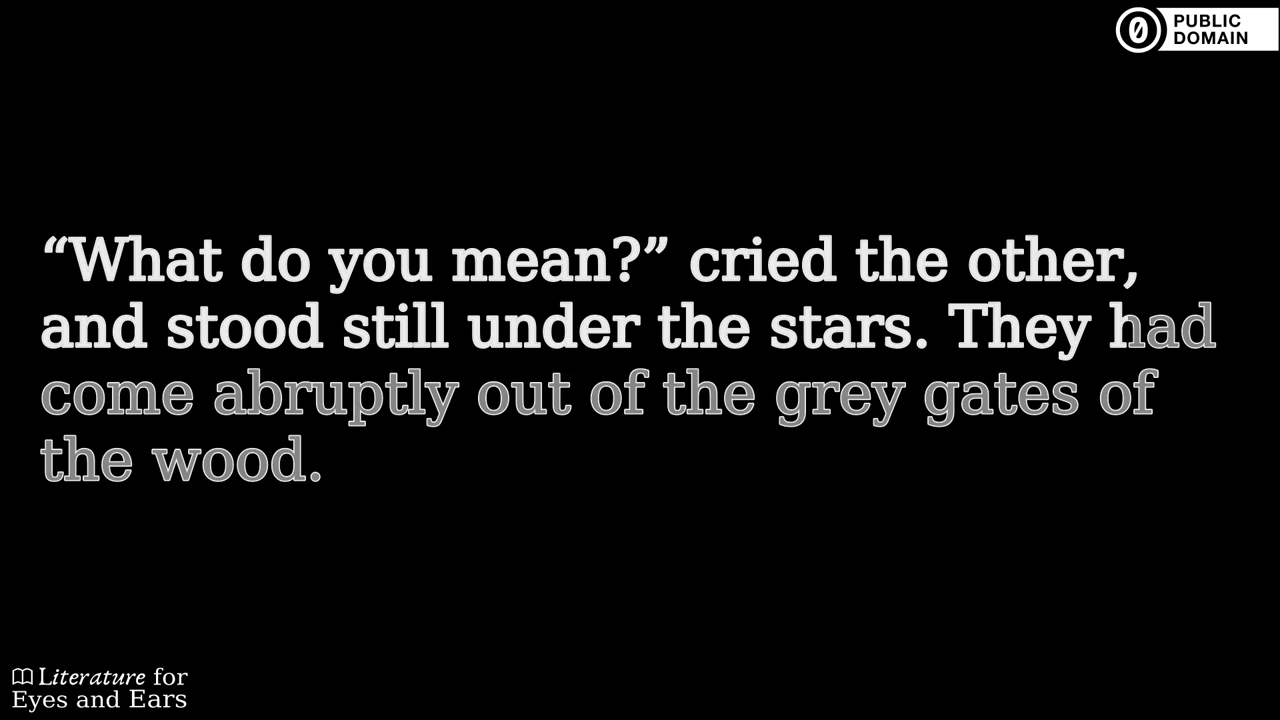 PUBLIC
DOMAIN
“What do you mean?” cried the other,
and stood still under the stars. They had
come abruptly out of the grey gates of
the wood.
Literature for
Eyes and Ears